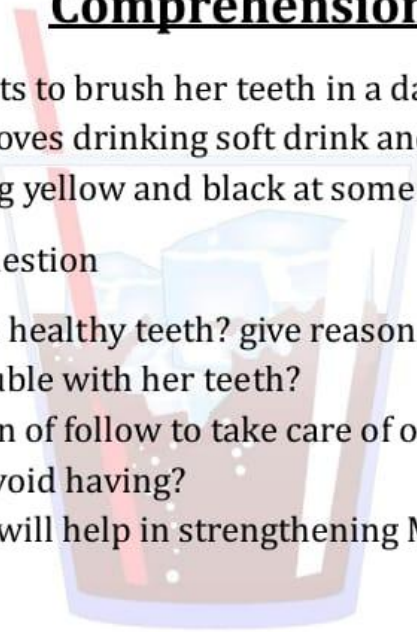 Comprehension
ts to brush her teeth in a da
oves drinking soft drink an
g yellow and black at some
estion
healthy teeth? give reason
ble with her teeth?
n of follow to take care of o
void having?
will help in strengthening M